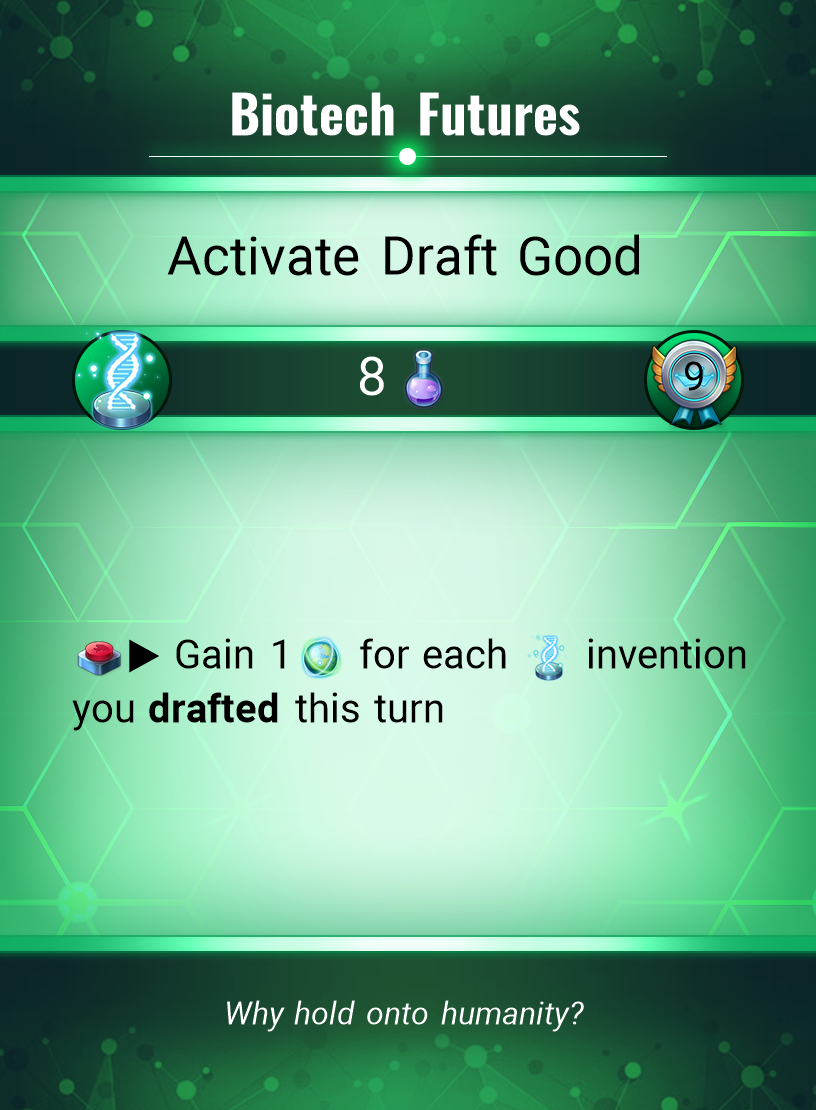 Biotech Futures
Activate Draft Good
8
9
▶ Gain 1 for each invention
you drafted this turn
Why hold onto humanity?